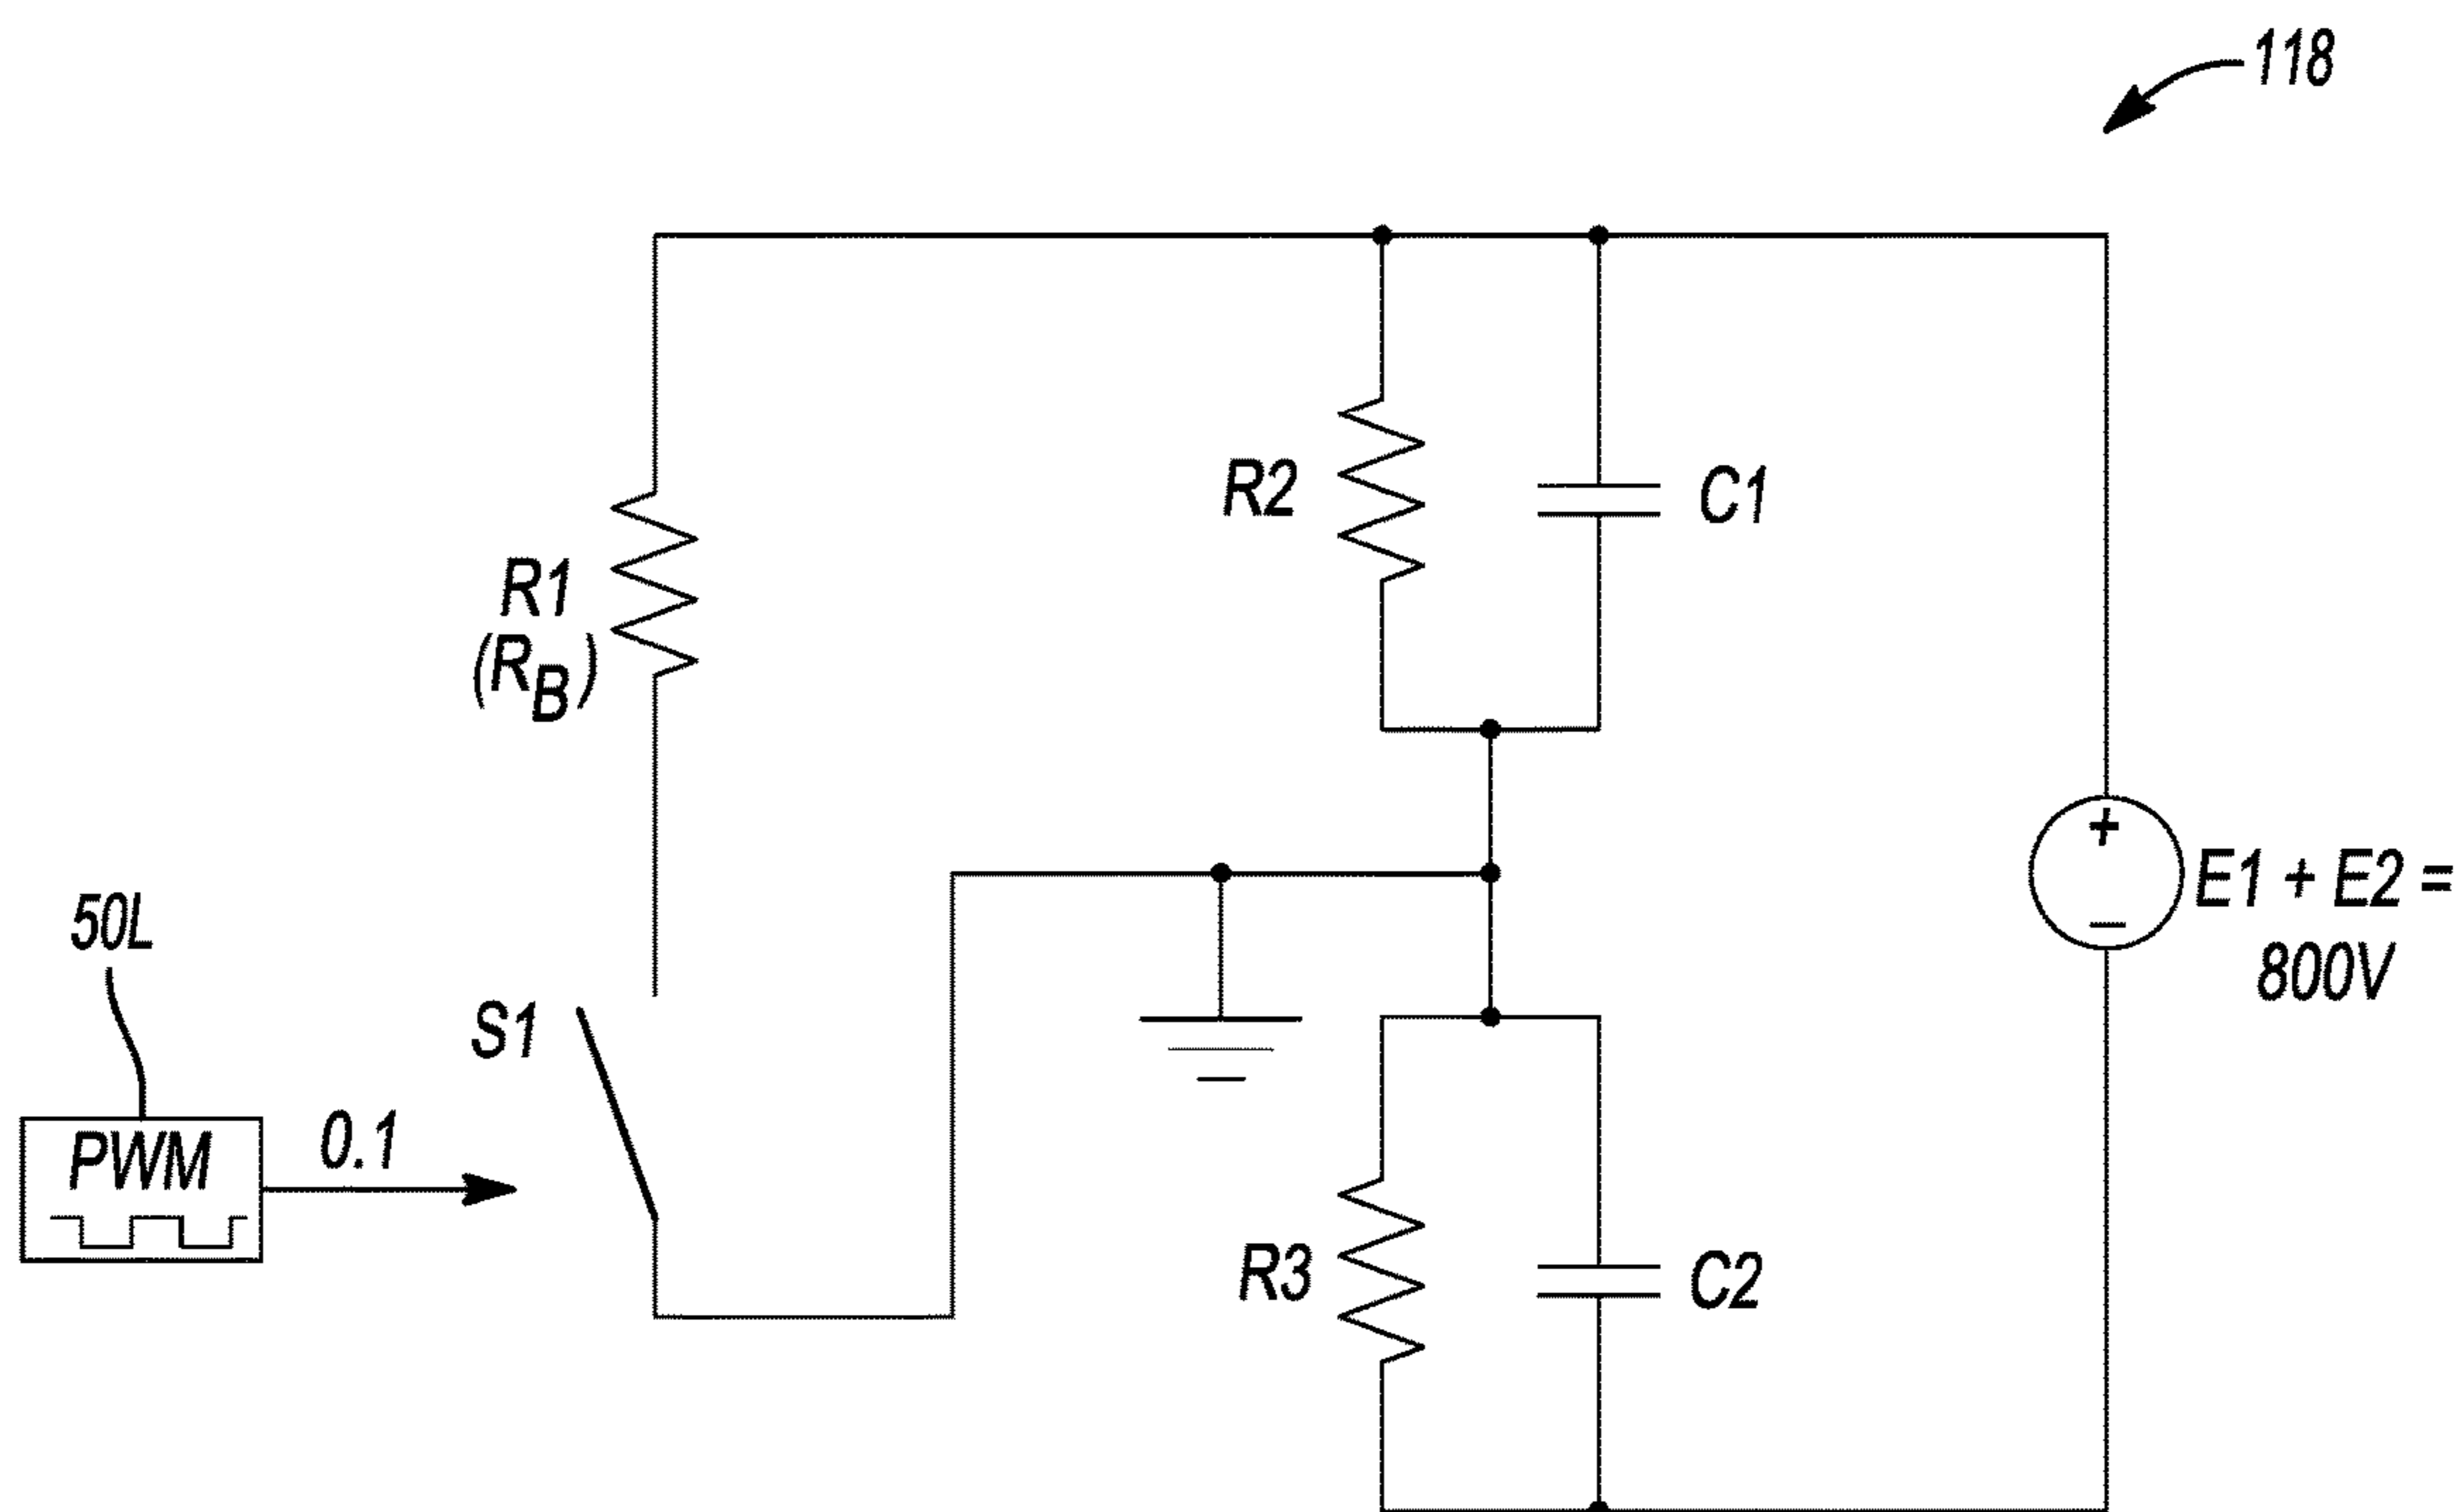 118
R2
C1
R1
(RB)
+
E1 + E2 =
800V
−
50L
S1
PWM
0.1
R3
C2